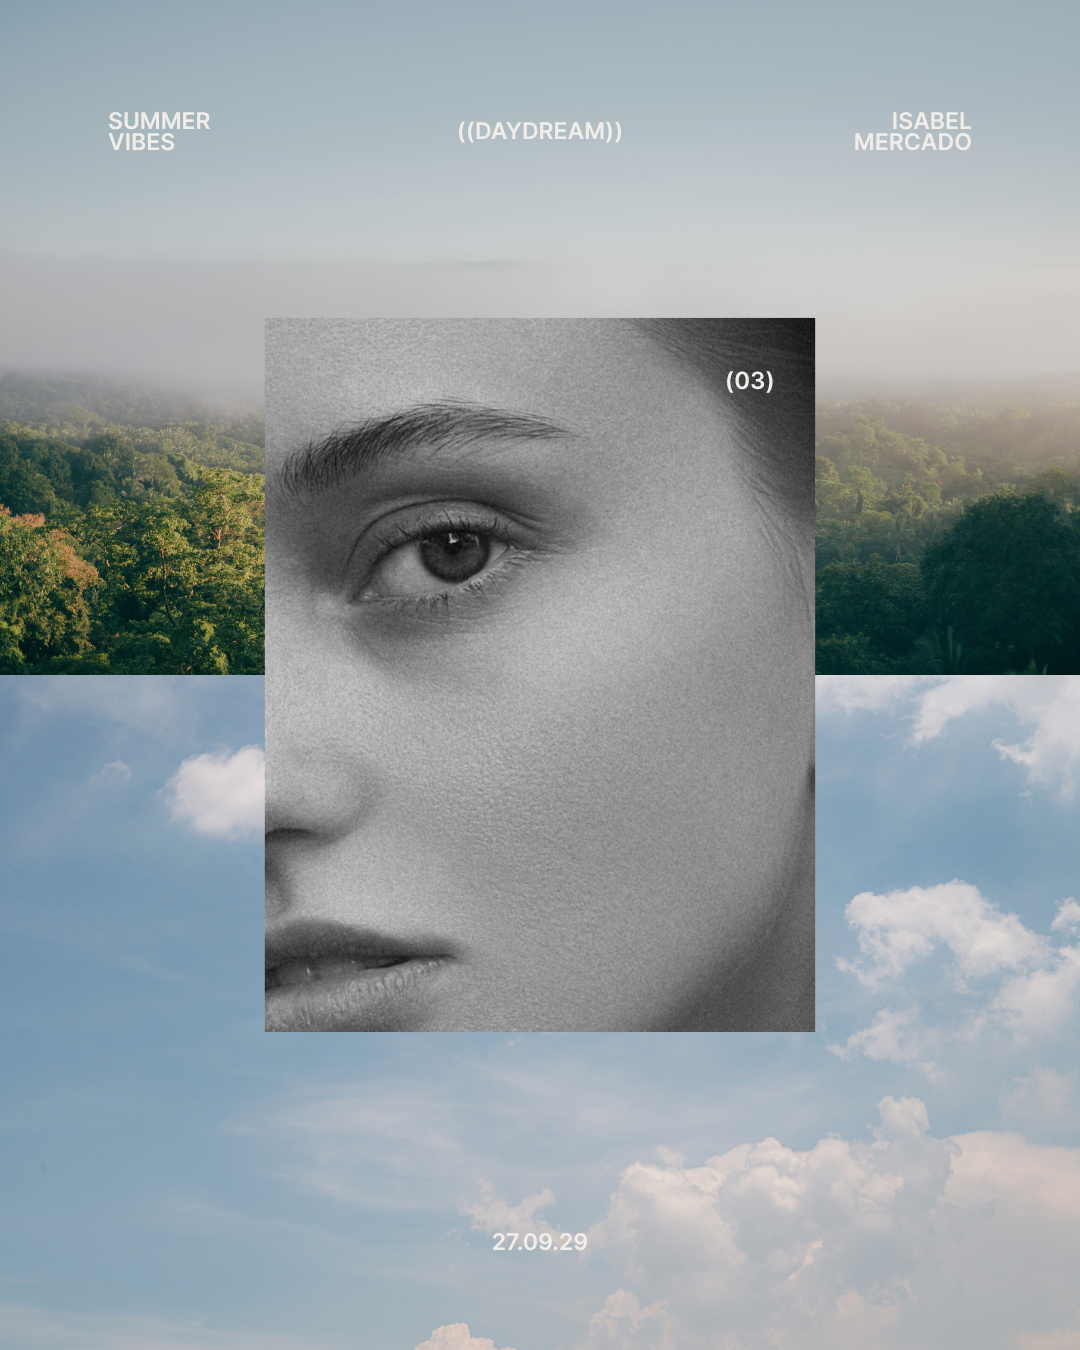 SUMMER
VIBES
((DAYDREAM))
ISABEL
MERCADO
(03)
27.09.29